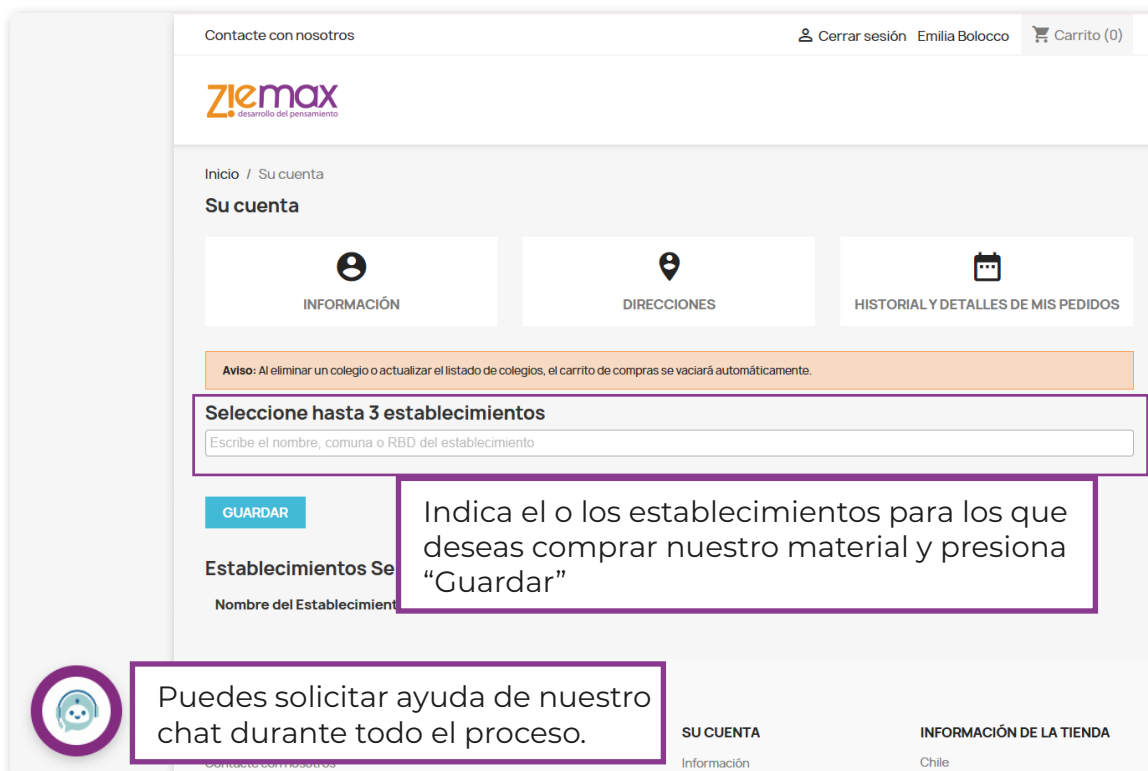 Contacte con nosotros
Cerrar sesión Emilia Bolocco Carrito (0)
ziemax
desarrollo del pensamiento
Inicio / Su cuenta
Su cuenta
INFORMACIÓN
DIRECCIONES
HISTORIAL Y DETALLES DE MIS PEDIDOS
Aviso: Al eliminar un colegio o actualizar el listado de colegios, el carrito de compras se vaciará automáticamente.
Seleccione hasta 3 establecimientos
Escribe el nombre, comuna o RBD del establecimiento
GUARDAR
Indica el o los establecimientos para los que
deseas comprar nuestro material y presiona
“Guardar”
Establecimientos Se
Nombre del Establecimient
Puedes solicitar ayuda de nuestro
chat durante todo el proceso.
Contacte con nosotros
SU CUENTA
Información
INFORMACIÓN DE LA TIENDA
Chile